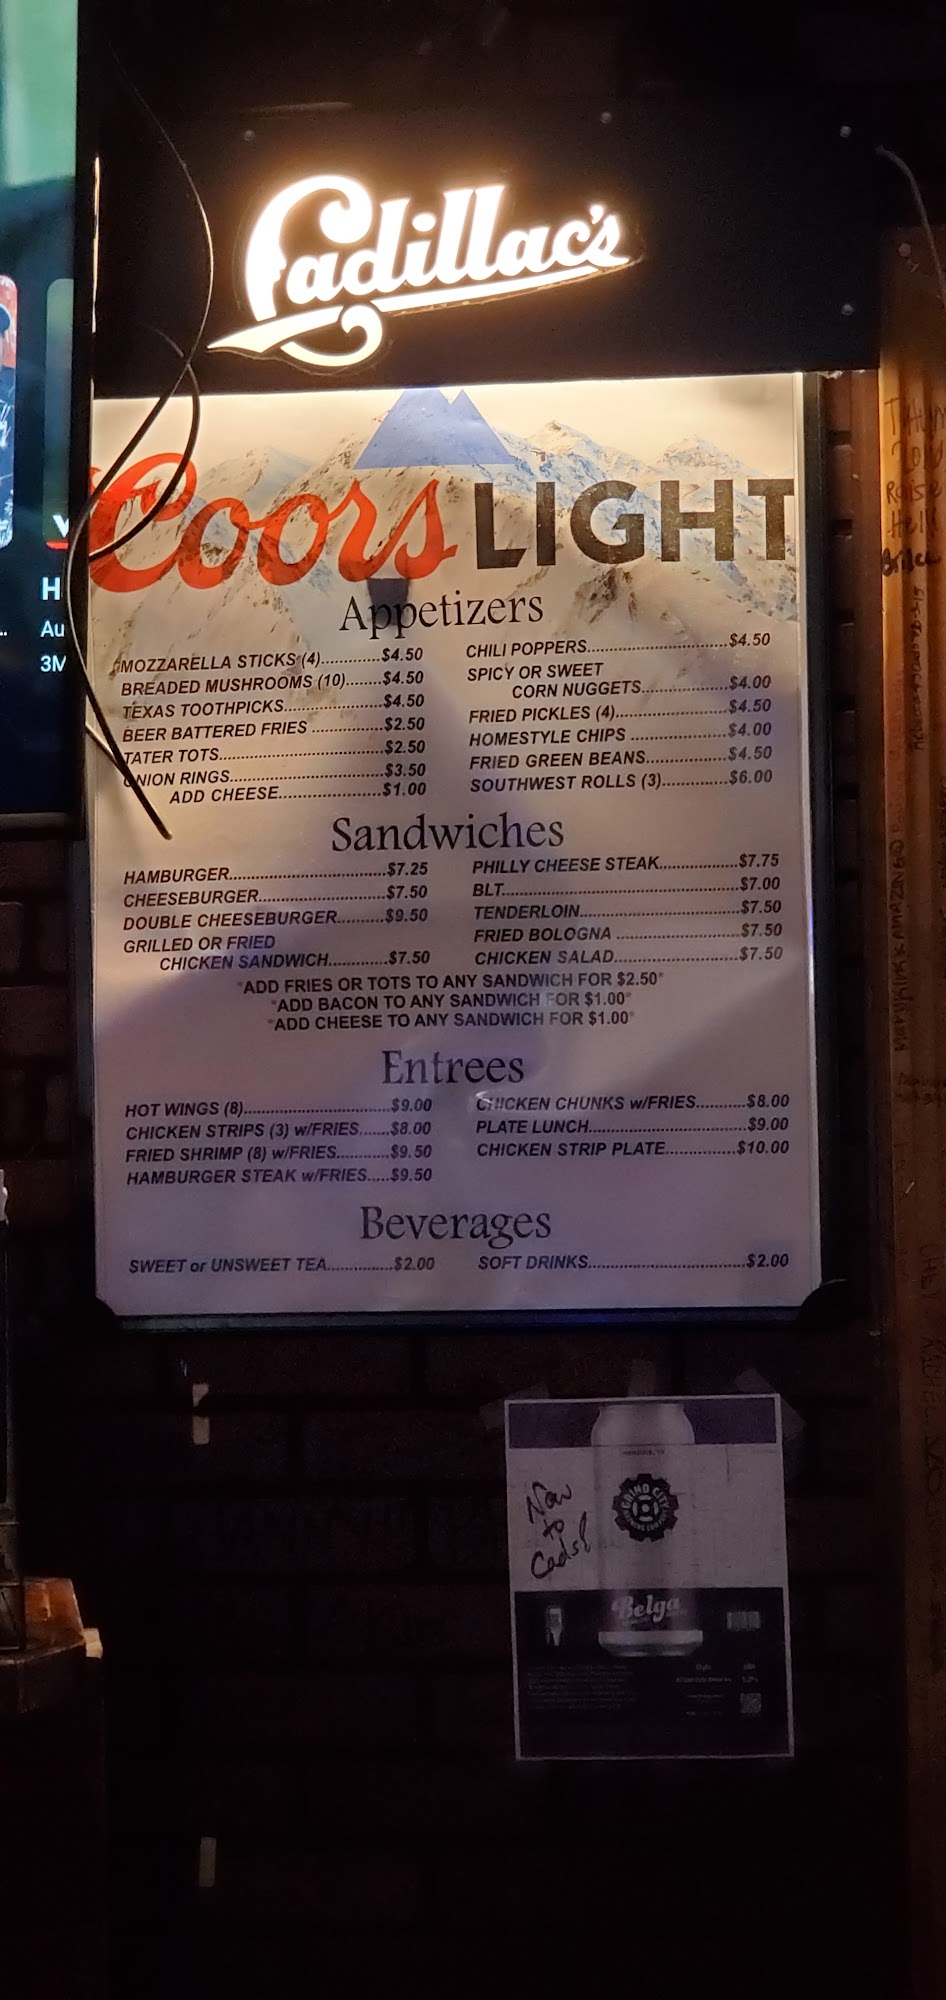 Cadillac's
Coors LIGHT
Appetizers
MOZZARELLA STICKS (4)............$4.50
BREADED MUSHROOMS (10)........$4.50
TEXAS TOOTHPICKS....................$4.50
BEER BATTERED FRIES ..............$2.50
TATER TOTS.................................$2.50
ONION RINGS...............................$3.50
ADD CHEESE.....................$1.00
CHILI POPPERS............................$4.50
SPICY OR SWEET
CORN NUGGETS.................$4.00
FRIED PICKLES (4).......................$4.50
HOMESTYLE CHIPS ....................$4.00
FRIED GREEN BEANS.................$4.50
SOUTHWEST ROLLS (3)..............$6.00
Sandwiches
HAMBURGER................................$7.25
CHEESEBURGER..........................$7.50
DOUBLE CHEESEBURGER..........$9.50
GRILLED OR FRIED
CHICKEN SANDWICH............$7.50
PHILLY CHEESE STEAK................$7.75
BLT................................................$7.00
TENDERLOIN.................................$7.50
FRIED BOLOGNA .........................$7.50
CHICKEN SALAD.........................$7.50
*ADD FRIES OR TOTS TO ANY SANDWICH FOR $2.50*
*ADD BACON TO ANY SANDWICH FOR $1.00*
*ADD CHEESE TO ANY SANDWICH FOR $1.00*
Entrees
HOT WINGS (8)..............................$9.00
CHICKEN STRIPS (3) w/FRIES......$8.00
FRIED SHRIMP (8) w/FRIES...........$9.50
HAMBURGER STEAK w/FRIES.....$9.50
CHICKEN CHUNKS w/FRIES..........$8.00
PLATE LUNCH................................$9.00
CHICKEN STRIP PLATE..............$10.00
Beverages
SWEET or UNSWEET TEA.............$2.00
SOFT DRINKS................................$2.00
Now
to
Cads!
GRIND CITY
BREWING COMPANY
Belga
H
Au
3M